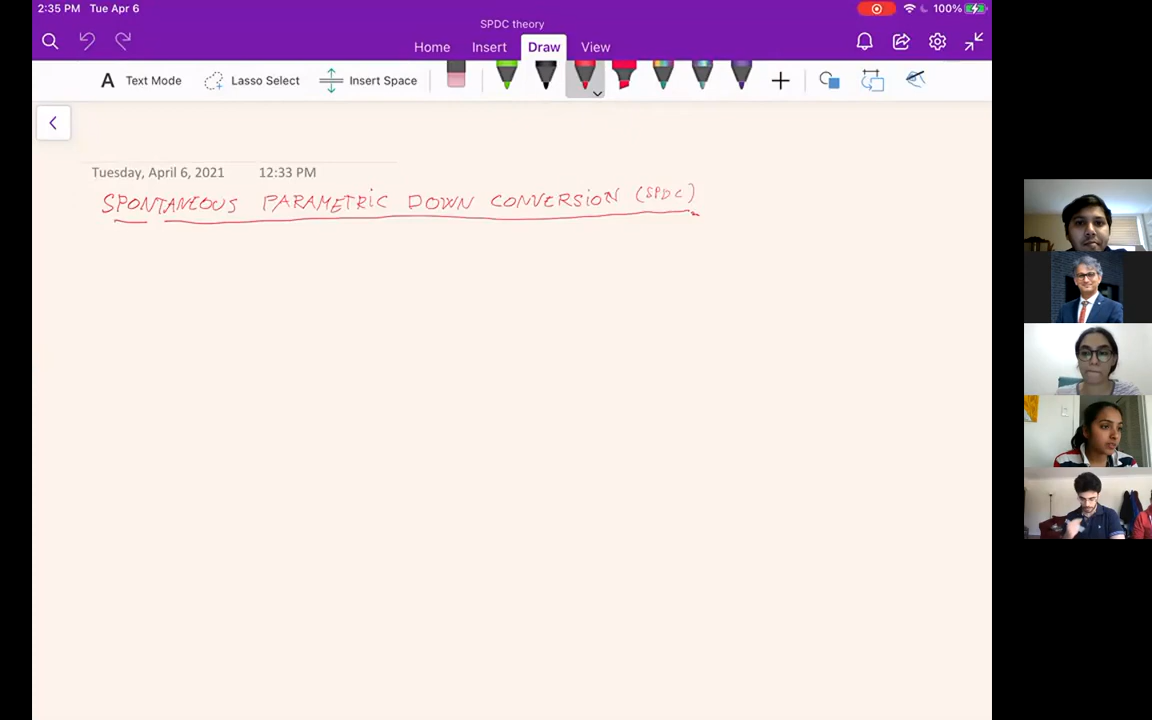 2:35 PM Tue Apr 6
100%
SPDC theory
Home Insert Draw View
A Text Mode Lasso Select Insert Space
Tuesday, April 6, 2021 12:33 PM
SPONTANEOUS PARAMETRIC DOWN CONVERSION (SPDC)